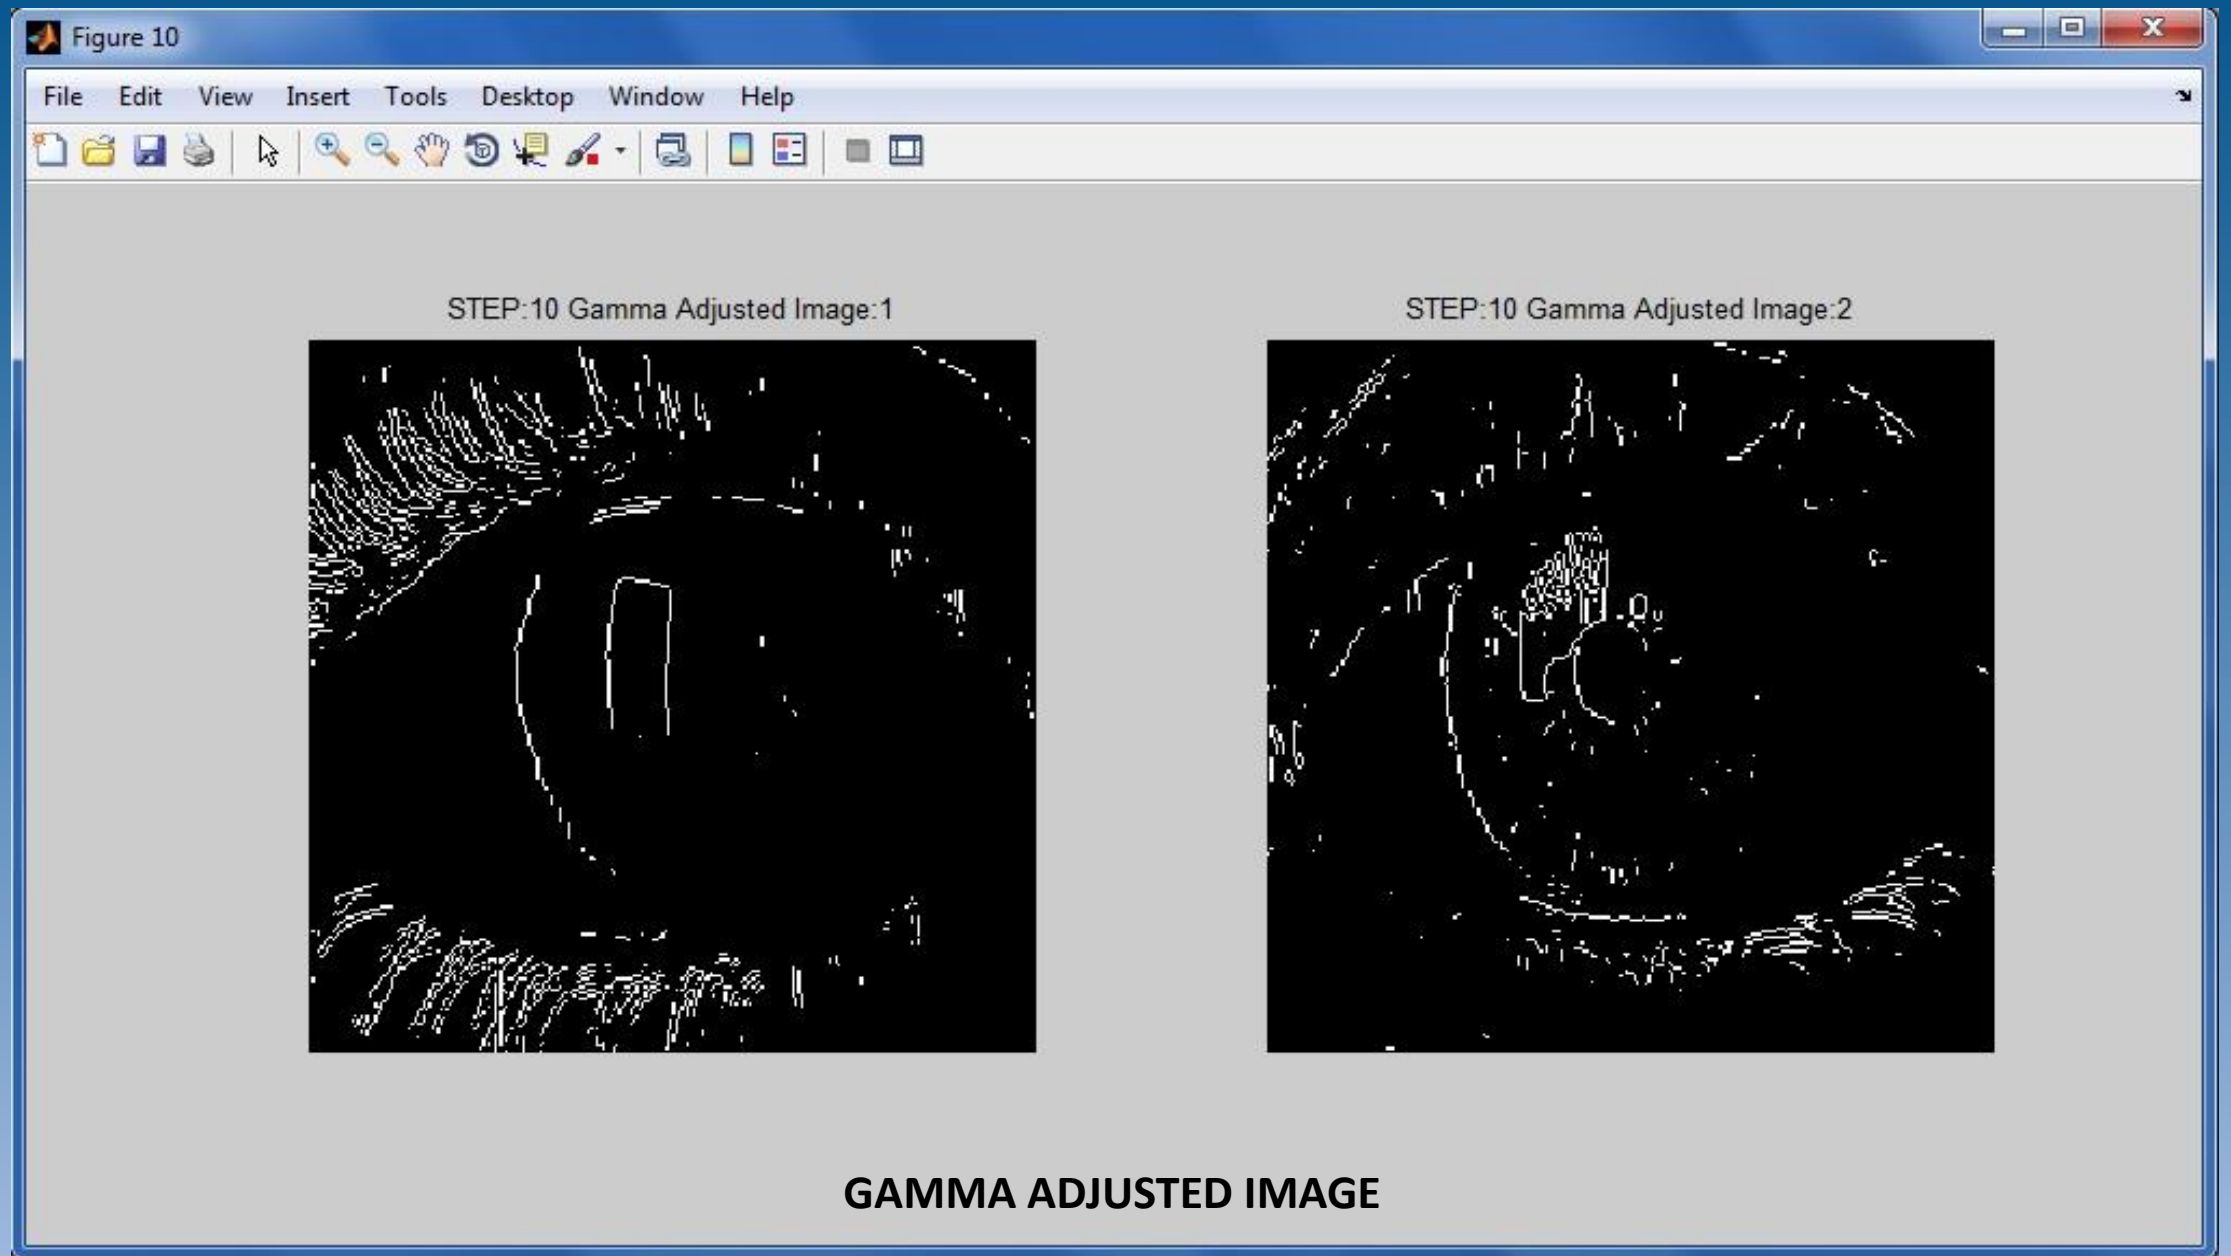 Figure 10
File Edit View Insert Tools Desktop Window Help
STEP:10 Gamma Adjusted Image:1
STEP:10 Gamma Adjusted Image:2
GAMMA ADJUSTED IMAGE